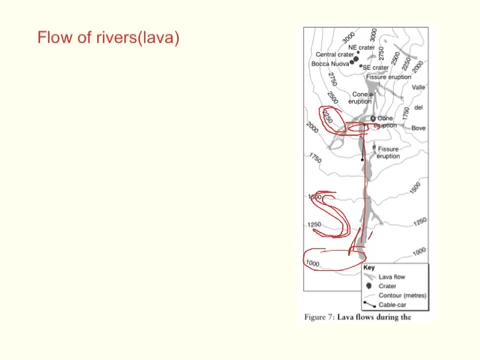 Flow of rivers(lava)
3000
3000
NE crater
Central crater
2750
2500
2250
2000
Bocca Nuova
SE crater
Fissure eruption
2750
Cone
eruption
Valle
2500
2250
1750
del
Cone
eruption
Bove
2000
Fissure
eruption
1750
1500
1500
1250
1250
1000
1000
Key
Lava flow
Crater
Contour (metres)
Cable-car
Figure 7: Lava flows during the